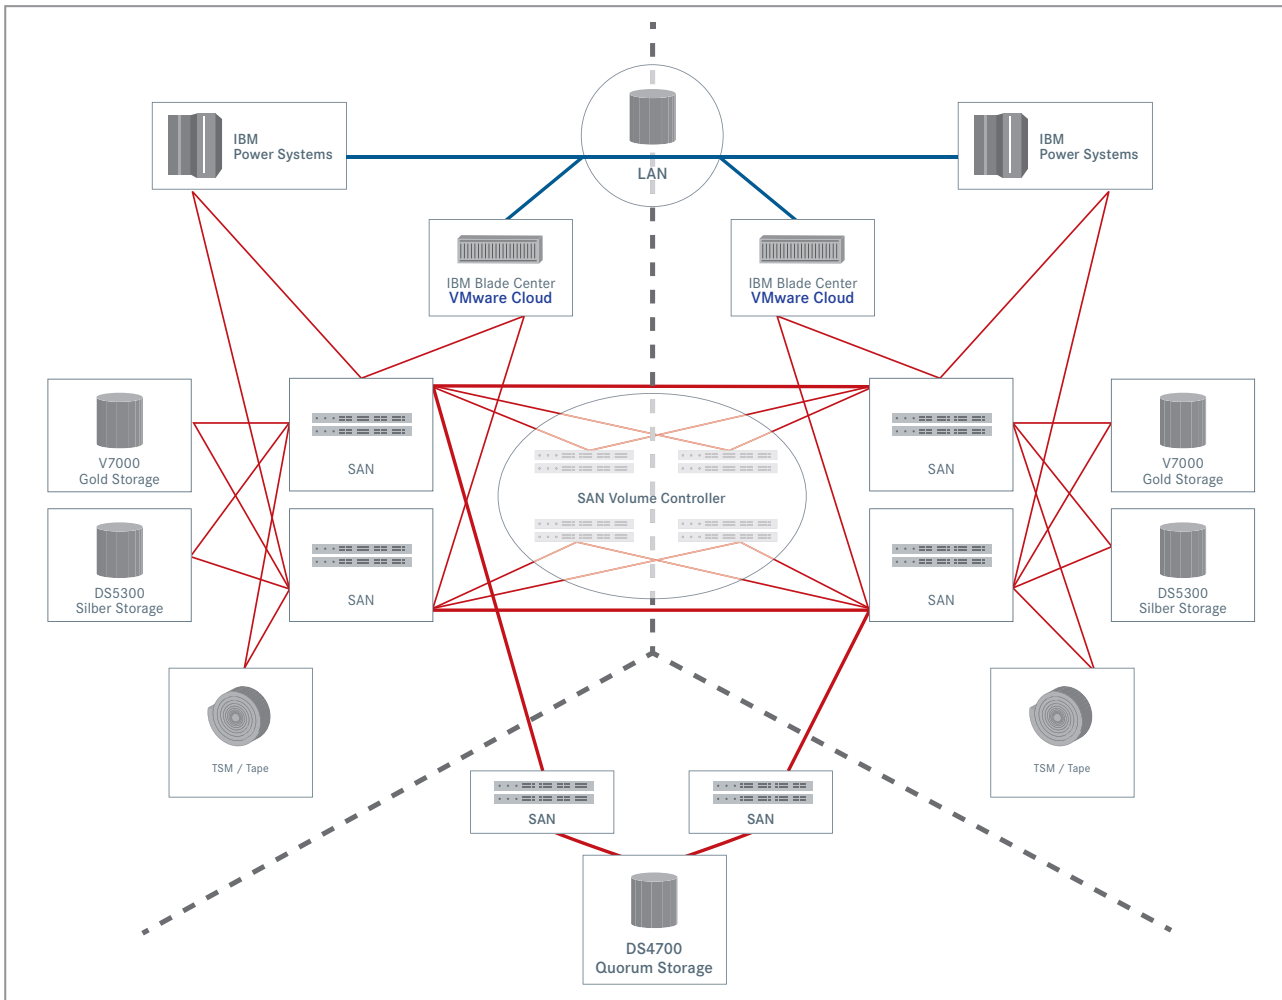 IBM
Power Systems
LAN
IBM
Power Systems
IBM Blade Center
VMware Cloud
IBM Blade Center
VMware Cloud
V7000
Gold Storage
SAN
SAN Volume Controller
SAN
V7000
Gold Storage
DS5300
Silber Storage
SAN
SAN
DS5300
Silber Storage
TSM / Tape
TSM / Tape
SAN
SAN
DS4700
Quorum Storage